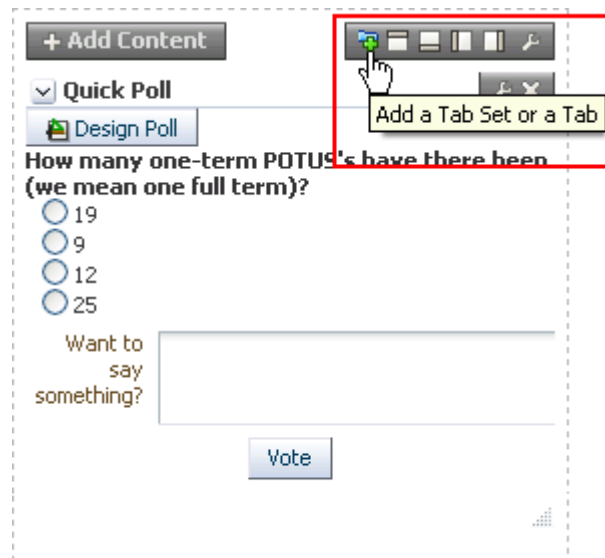 + Add Content
Quick Poll
Add a Tab Set or a Tab
Design Poll
How many one-term POTUS's have there been
(we mean one full term)?
19
9
12
25
Want to
say
something?
Vote